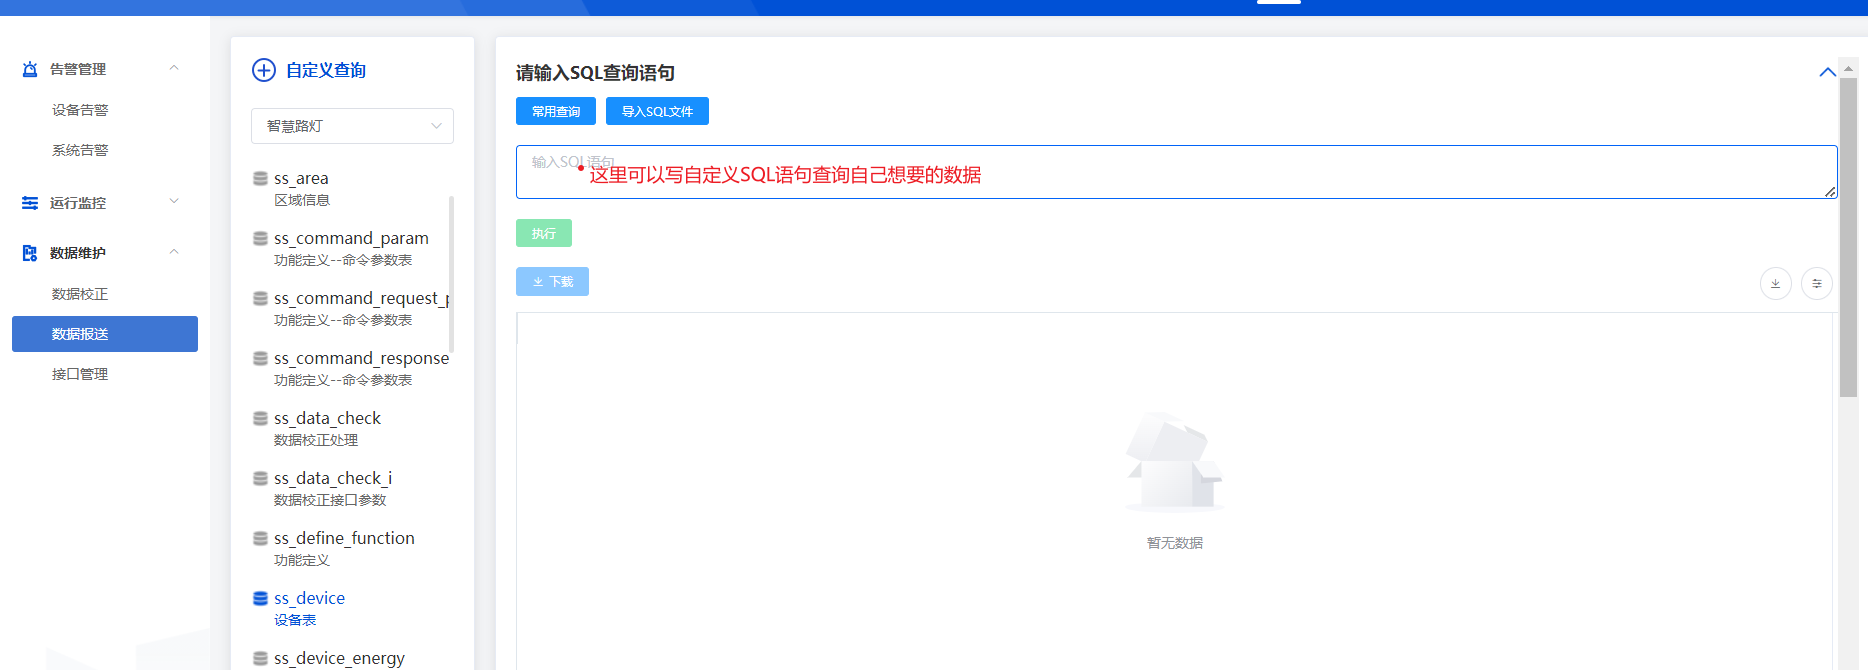 告警管理
设备告警
系统告警
运行监控
数据维护
数据校正
数据报送
接口管理
自定义查询
智慧路灯
ss_area
区域信息
ss_command_param
功能定义--命令参数表
ss_command_request_p
功能定义--命令参数表
ss_command_response
功能定义--命令参数表
ss_data_check
数据校正处理
ss_data_check_i
数据校正接口参数
ss_define_function
功能定义
ss_device
设备表
ss_device_energy
请输入SQL查询语句
常用查询
导入SQL文件
输入SQL语句
这里可以写自定义SQL语句查询自己想要的数据
执行
下载
暂无数据